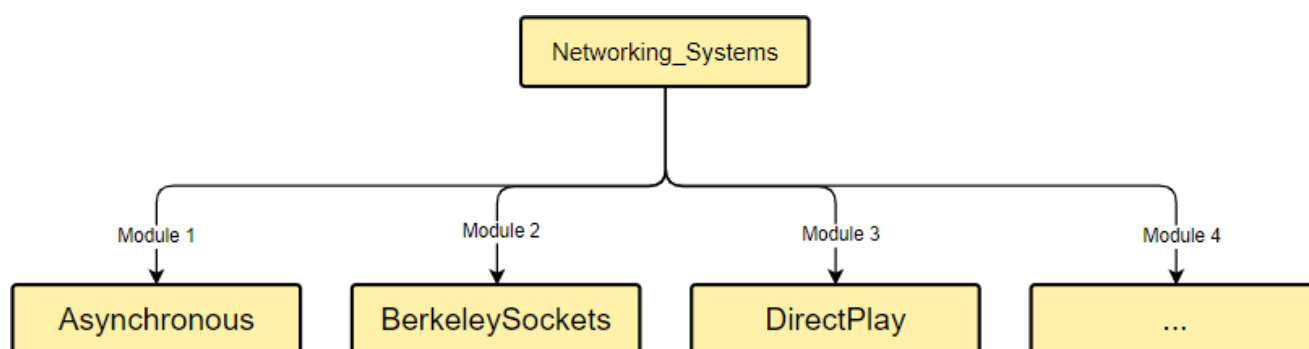 Networking_Systems
Module 1
Module 2
Module 3
Module 4
Asynchronous
BerkeleySockets
DirectPlay
...